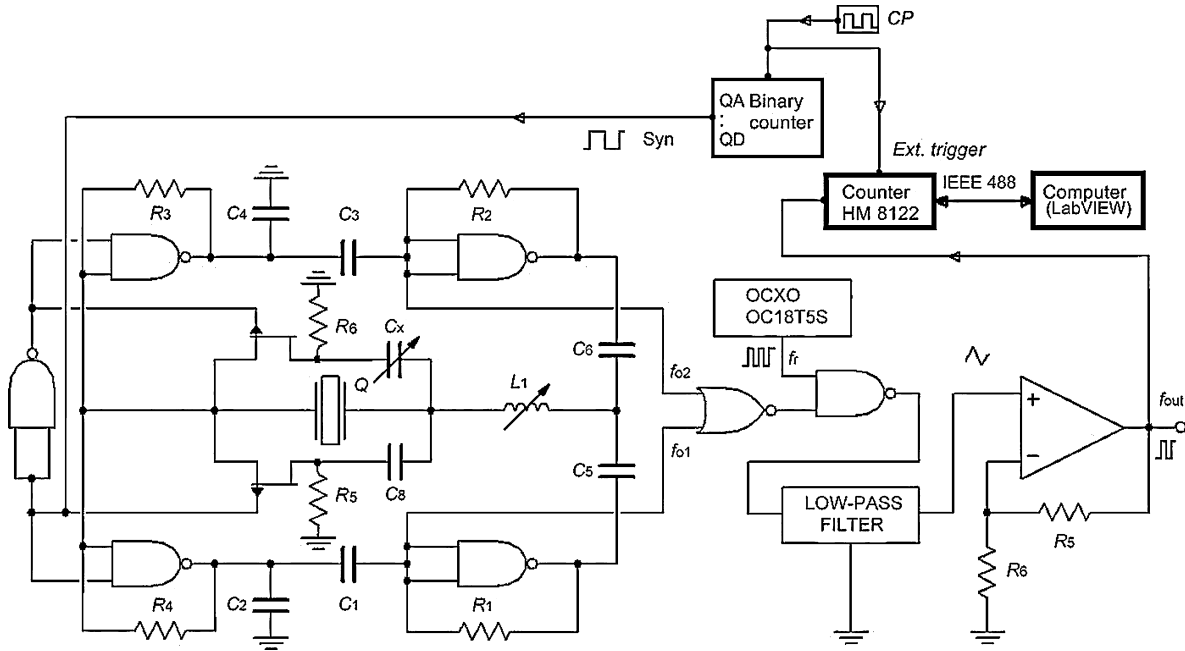 CP
QA Binary
: counter
QD
Syn
Ext. trigger
Counter
HM 8122
IEEE 488
Computer
(LabVIEW)
R3
C4
C3
R2
R6
Cx
Q
L1
C6
OCXO
OC18T5S
fr
fo2
fo1
+
−
fout
C5
R5
C8
LOW-PASS
FILTER
R5
R6
R4
C2
C1
R1